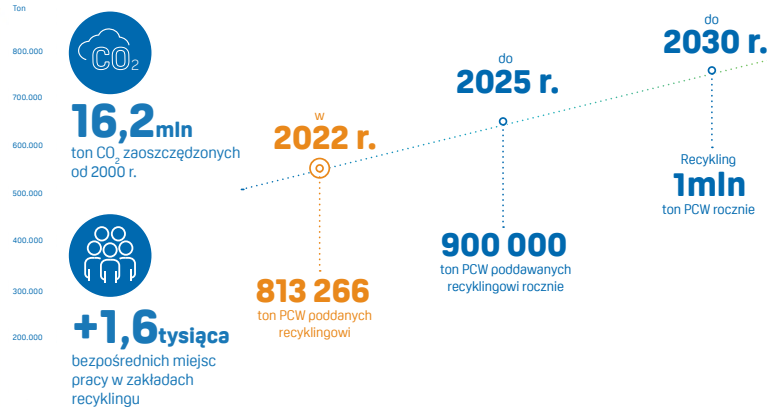 Ton
800.000
700.000
600.000
500.000
400.000
300.000
200.000
CO2
16,2mln
ton CO2 zaoszczędzonych
od 2000 r.
+1,6tysiąca
bezpośrednich miejsc
pracy w zakładach
recyklingu
w
2022 r.
813 266
ton PCW poddanych
recyklingowi
do
2025 r.
900 000
ton PCW poddawanych
recyklingowi rocznie
do
2030 r.
Recykling
1mln
ton PCW rocznie